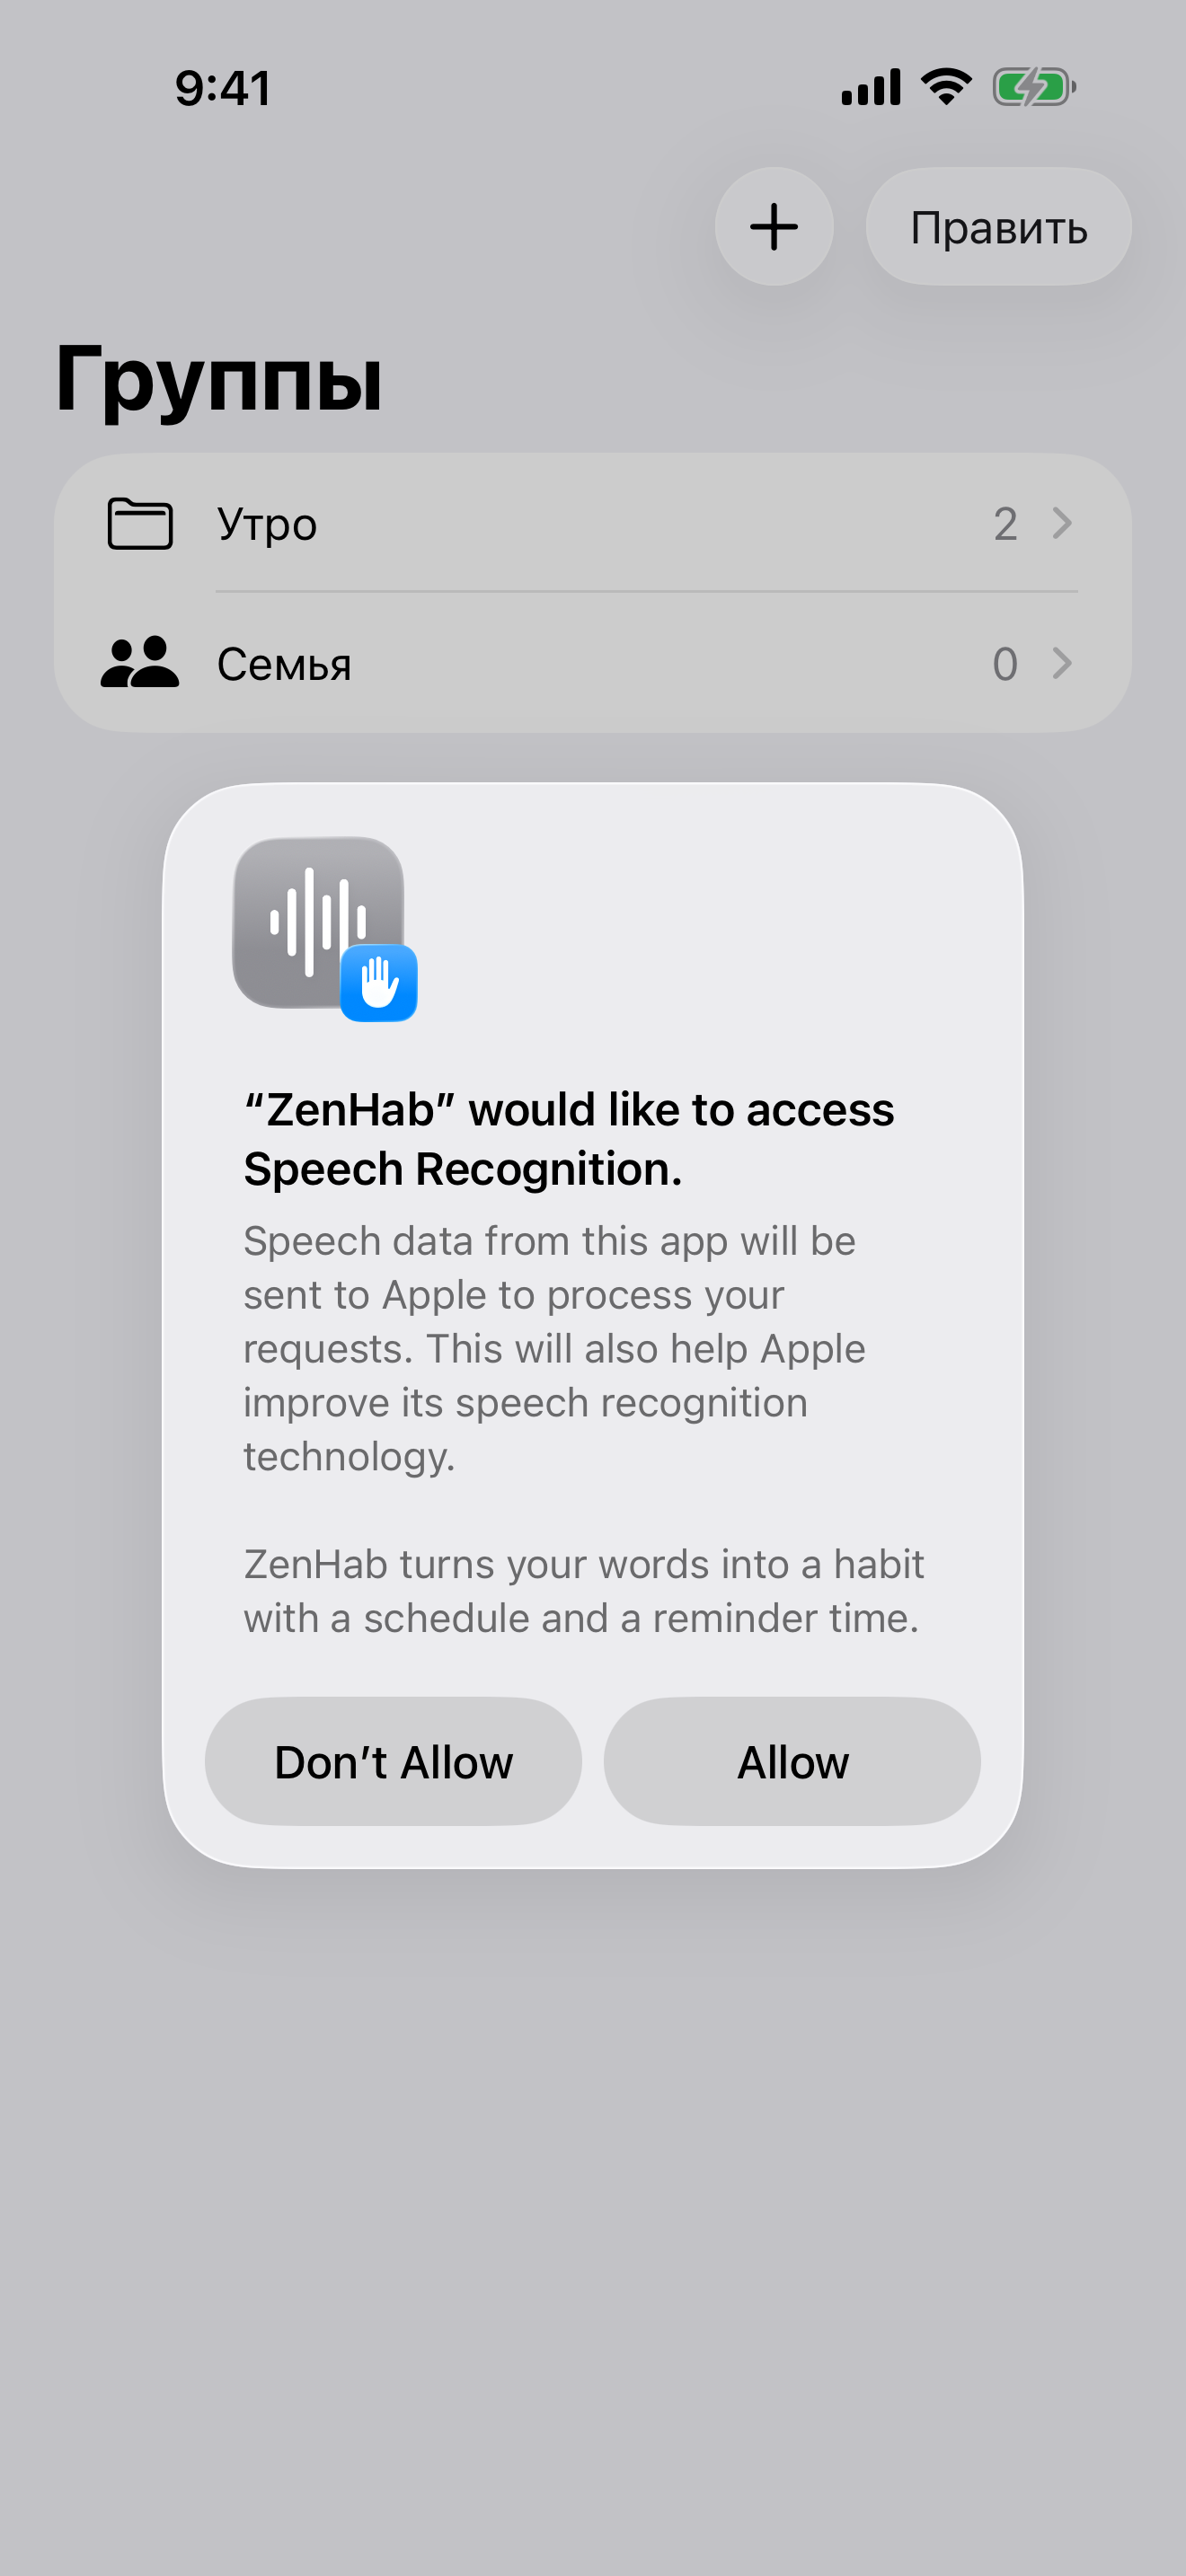 9:41
Править
Группы
Утро 2
Семья 0
“ZenHab” would like to access
Speech Recognition.
Speech data from this app will be
sent to Apple to process your
requests. This will also help Apple
improve its speech recognition
technology.
ZenHab turns your words into a habit
with a schedule and a reminder time.
Don’t Allow Allow